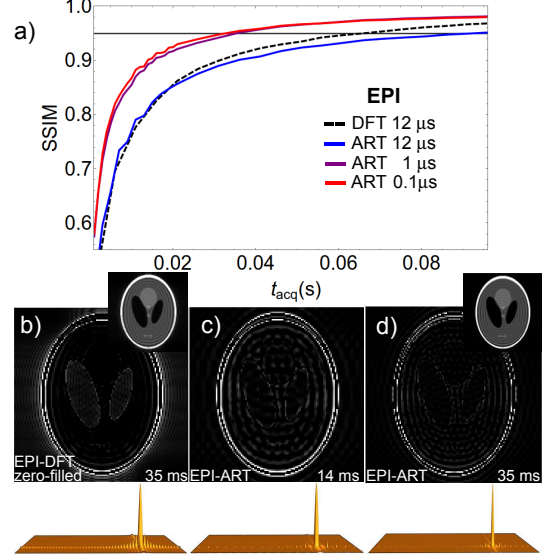 a)
1.0
0.9
0.8
0.7
0.6
SSIM
EPI
DFT 12 μs
ART 12 μs
ART 1 μs
ART 0.1μs
0.02
0.04
0.06
0.08
t_acq(s)
b)
c)
d)
EPI-DFT
zero-filled
35 ms
EPI-ART
14 ms
EPI-ART
35 ms